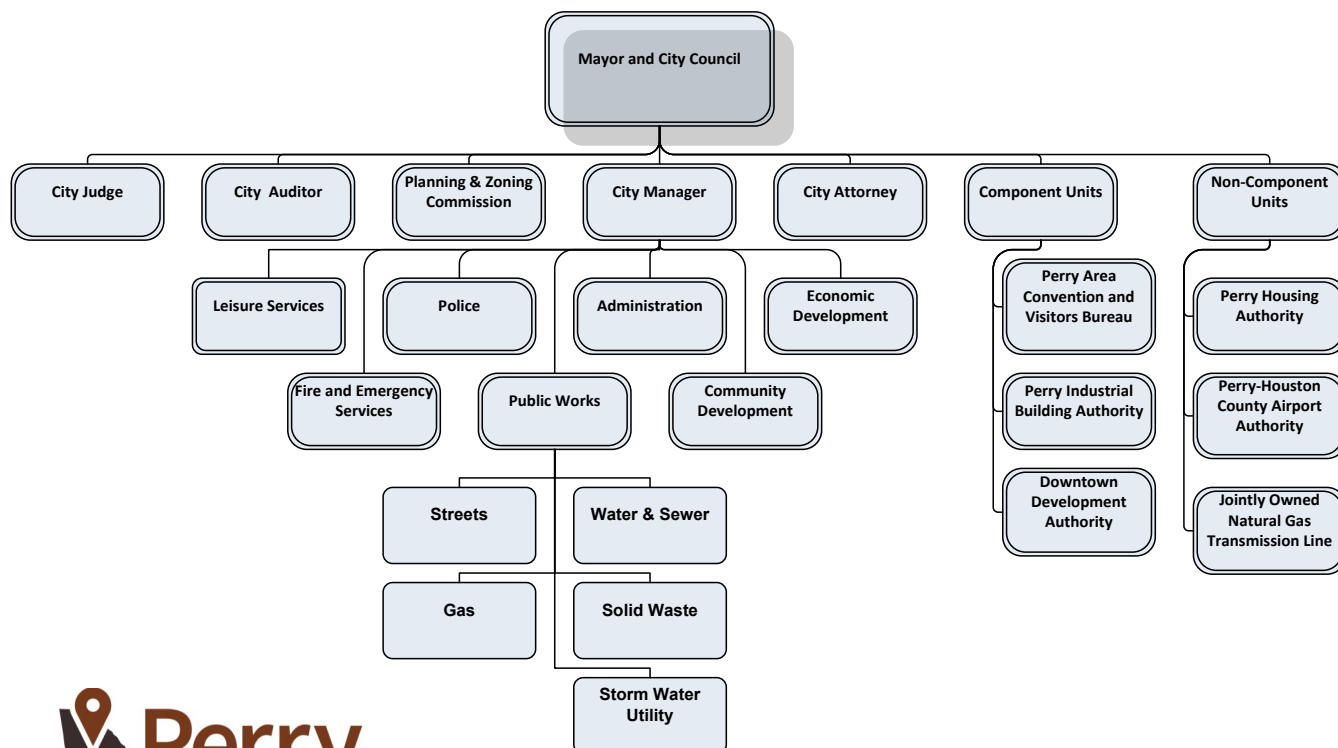 Mayor and City Council
City Judge
City Auditor
Planning & Zoning
Commission
City Manager
City Attorney
Component Units
Non-Component
Units
Leisure Services
Police
Administration
Economic
Development
Perry Area
Convention and
Visitors Bureau
Perry Housing
Authority
Fire and Emergency
Services
Public Works
Community
Development
Perry Industrial
Building Authority
Perry-Houston
County Airport
Authority
Streets
Water & Sewer
Downtown
Development
Authority
Jointly Owned
Natural Gas
Transmission Line
Gas
Solid Waste
Storm Water
Utility
Perry